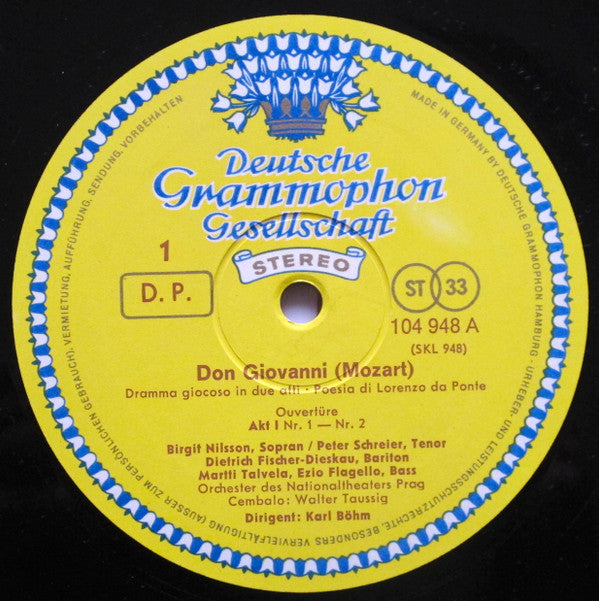 Deutsche
Grammophon
Gesellschaft
STEREO
1
D. P.
ST 33
104 948 A
(SKL 948)
Don Giovanni (Mozart)
Dramma giocoso in due atti · Poesia di Lorenzo da Ponte
Ouvertüre
Akt I Nr. 1 — Nr. 2
Birgit Nilsson, Sopran / Peter Schreier, Tenor
Dietrich Fischer-Dieskau, Bariton
Martti Talvela, Ezio Flagello, Bass
Orchester des Nationaltheaters Prag
Cembalo: Walter Taussig
Dirigent: Karl Böhm
MADE IN GERMANY BY DEUTSCHE GRAMMOPHON HAMBURG · URHEBER- UND LEISTUNGSSCHUTZRECHTE, BESONDERS VERVIELFÄLTIGUNG (AUSSER ZUM PERSÖNLICHEN GEBRAUCH), VERMIETUNG, AUFFÜHRUNG, SENDUNG, VORBEHALTEN